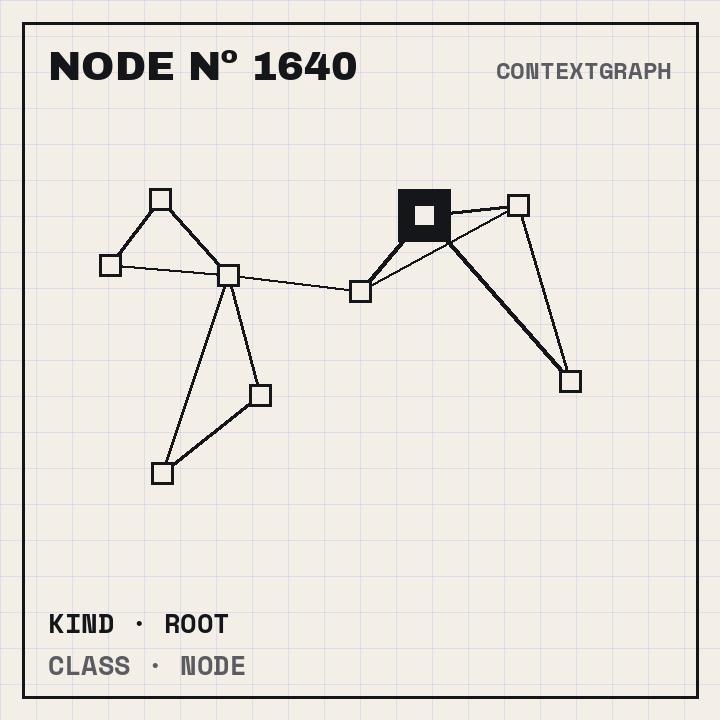 NODE Nº 1640
CONTEXTGRAPH
KIND · ROOT
CLASS · NODE